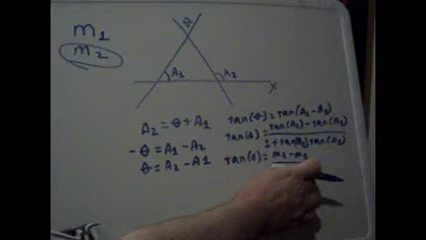 m1
m2
θ
A1
A2
x
A2 = θ + A1
-θ = A1 - A2
θ = A2 - A1
TAN(θ) = TAN(A2 - A1)
TAN(θ) = TAN(A2) - TAN(A1)
1 + TAN(A2) TAN(A1)
TAN(θ) = m2 - m1